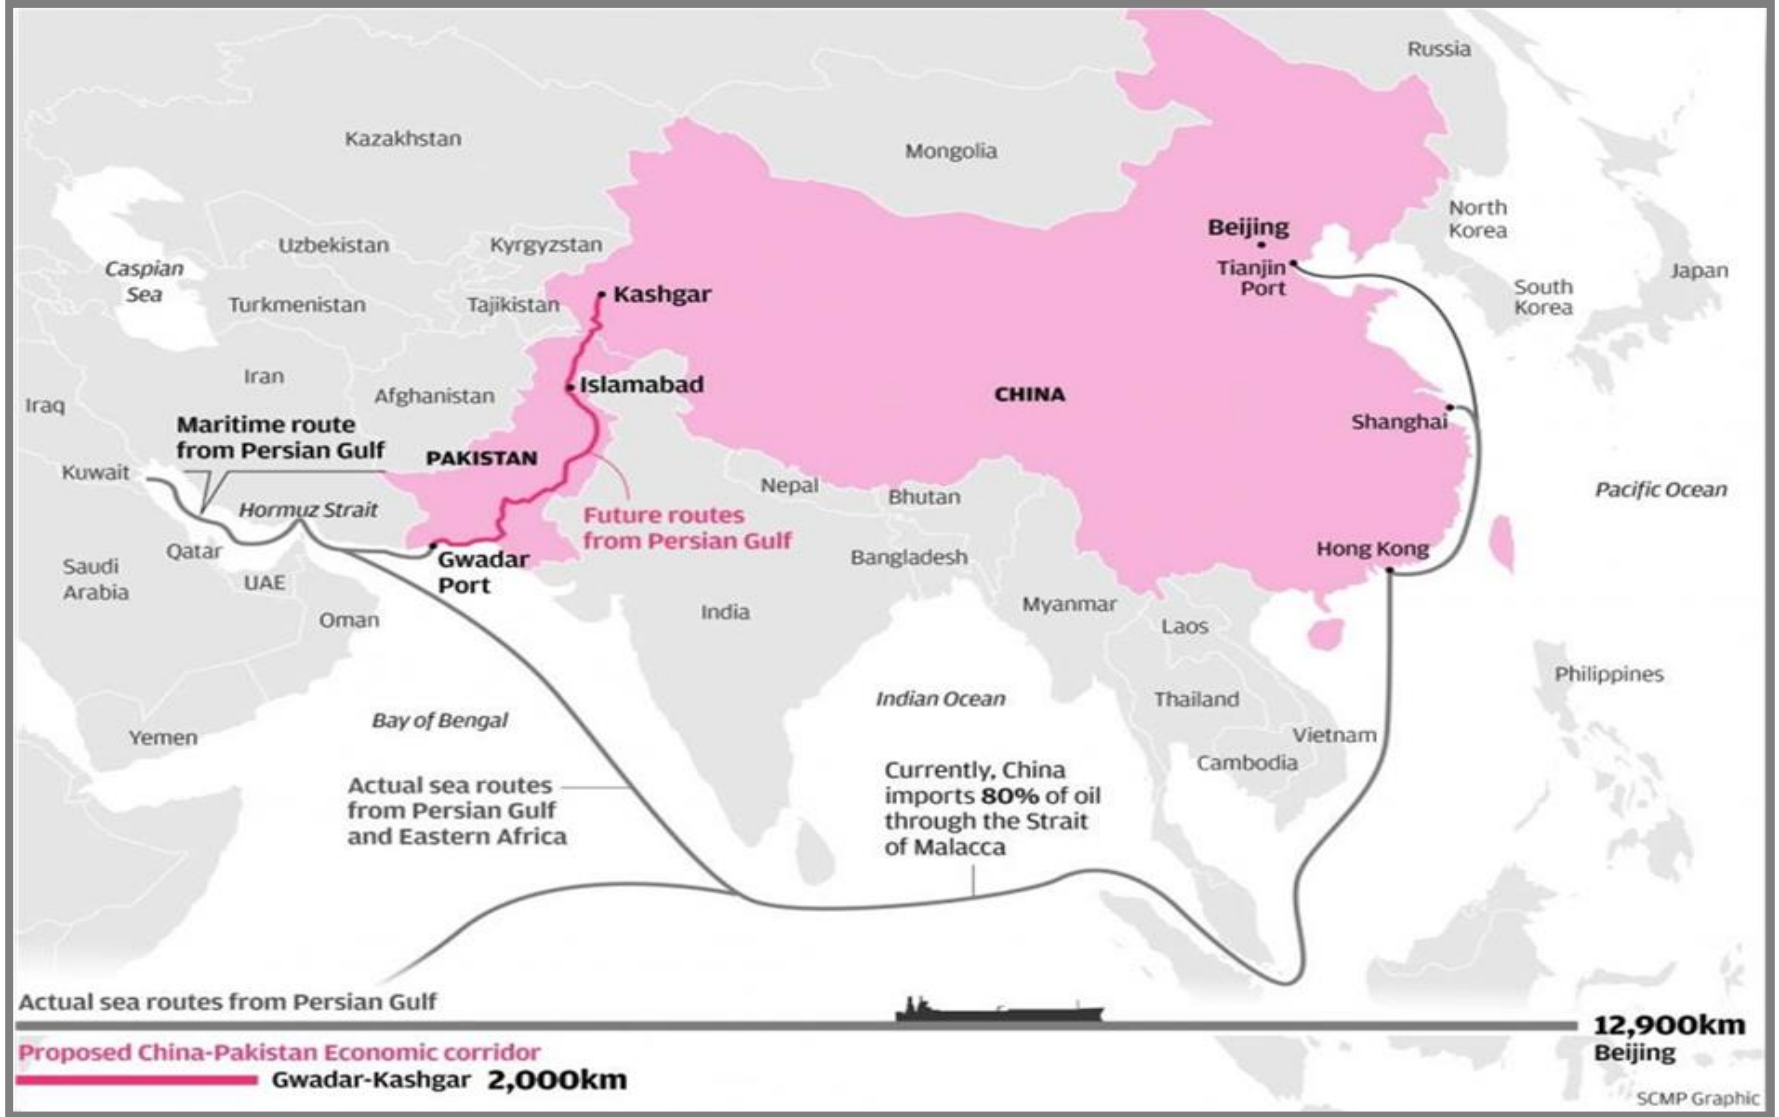 Russia
Kazakhstan
Mongolia
North
Korea
Beijing
Uzbekistan
Kyrgyzstan
Caspian
Sea
Tianjin
Port
Japan
South
Korea
Turkmenistan
Tajikistan
Kashgar
Iran
Afghanistan
Islamabad
CHINA
Iraq
Maritime route
from Persian Gulf
Shanghai
PAKISTAN
Kuwait
Nepal
Bhutan
Pacific Ocean
Hormuz Strait
Future routes
from Persian Gulf
Qatar
Gwadar
Port
Bangladesh
Hong Kong
Saudi
Arabia
UAE
Oman
India
Myanmar
Laos
Philippines
Bay of Bengal
Indian Ocean
Thailand
Yemen
Vietnam
Cambodia
Actual sea routes
from Persian Gulf
and Eastern Africa
Currently, China
imports 80% of oil
through the Strait
of Malacca
Actual sea routes from Persian Gulf
12,900km
Beijing
Proposed China-Pakistan Economic corridor
Gwadar-Kashgar 2,000km
SCMP Graphic